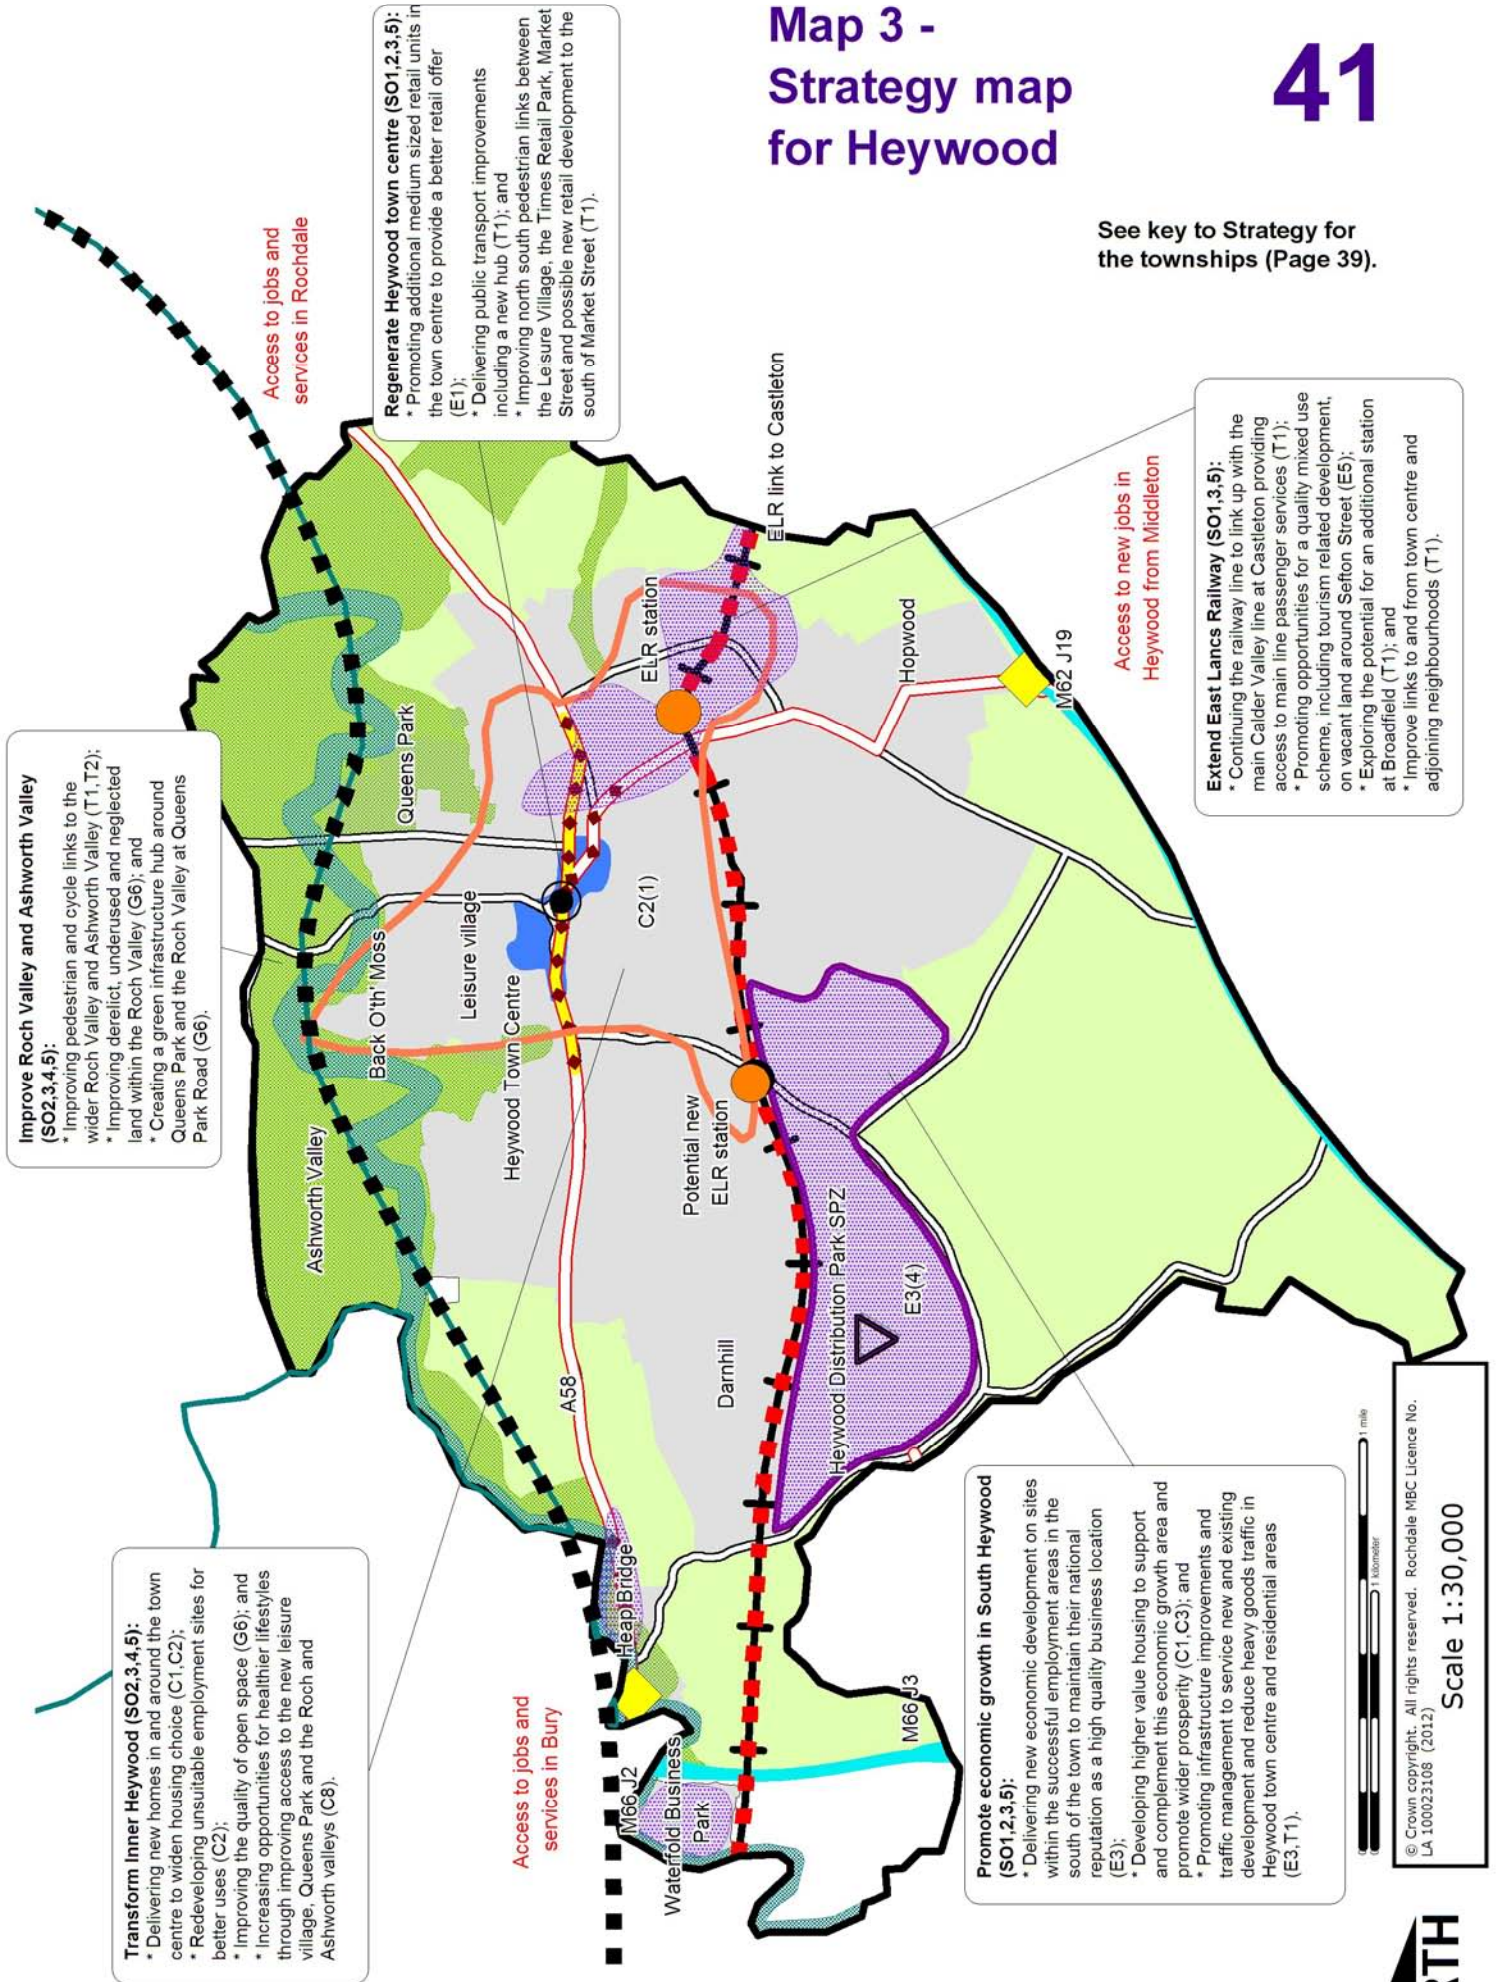 Map 3 -
Strategy map
for Heywood
41
See key to Strategy for
the townships (Page 39).
Transform Inner Heywood (SO2,3,4,5):
* Delivering new homes in and around the town
centre to widen housing choice (C1,C2);
* Redeveloping unsuitable employment sites for
better uses (C2);
* Improving the quality of open space (G6); and
* Increasing opportunities for healthier lifestyles
through improving access to the new leisure
village, Queens Park and the Roch and
Ashworth valleys (C8).
Improve Roch Valley and Ashworth Valley
(SO2,3,4,5):
* Improving pedestrian and cycle links to the
wider Roch Valley and Ashworth Valley (T1,T2);
* Improving derelict, underused and neglected
land within the Roch Valley (G6); and
* Creating a green infrastructure hub around
Queens Park and the Roch Valley at Queens
Park Road (G6).
Access to jobs and
services in Rochdale
Regenerate Heywood town centre (SO1,2,3,5):
* Promoting additional medium sized retail units in
the town centre to provide a better retail offer
(E1);
* Delivering public transport improvements
including a new hub (T1); and
* Improving north south pedestrian links between
the Leisure Village, the Times Retail Park, Market
Street and possible new retail development to the
south of Market Street (T1).
Ashworth Valley
Back O'th' Moss
Queens Park
Leisure village
Heywood Town Centre
A58
C2(1)
ELR station
ELR link to Castleton
Potential new
ELR station
Heap Bridge
Darnhill
Access to jobs and
services in Bury
M66 J2
Waterfold Business
Park
Heywood Distribution Park SPZ
E3(4)
Hopwood
M66 J3
M62 J19
Access to new jobs in
Heywood from Middleton
Promote economic growth in South Heywood
(SO1,2,3,5):
* Delivering new economic development on sites
within the successful employment areas in the
south of the town to maintain their national
reputation as a high quality business location
(E3);
* Developing higher value housing to support
and complement this economic growth area and
promote wider prosperity (C1,C3); and
* Promoting infrastructure improvements and
traffic management to service new and existing
development and reduce heavy goods traffic in
Heywood town centre and residential areas
(E3,T1).
Extend East Lancs Railway (SO1,3,5):
* Continuing the railway line to link up with the
main Calder Valley line at Castleton providing
access to main line passenger services (T1);
* Promoting opportunities for a quality mixed use
scheme, including tourism related development,
on vacant land around Sefton Street (E5);
* Exploring the potential for an additional station
at Broadfield (T1); and
* Improve links to and from town centre and
adjoining neighbourhoods (T1).
1 mile
1 kilometer
© Crown copyright. All rights reserved. Rochdale MBC Licence No.
LA 100023108 (2012)
Scale 1:30,000
RTH